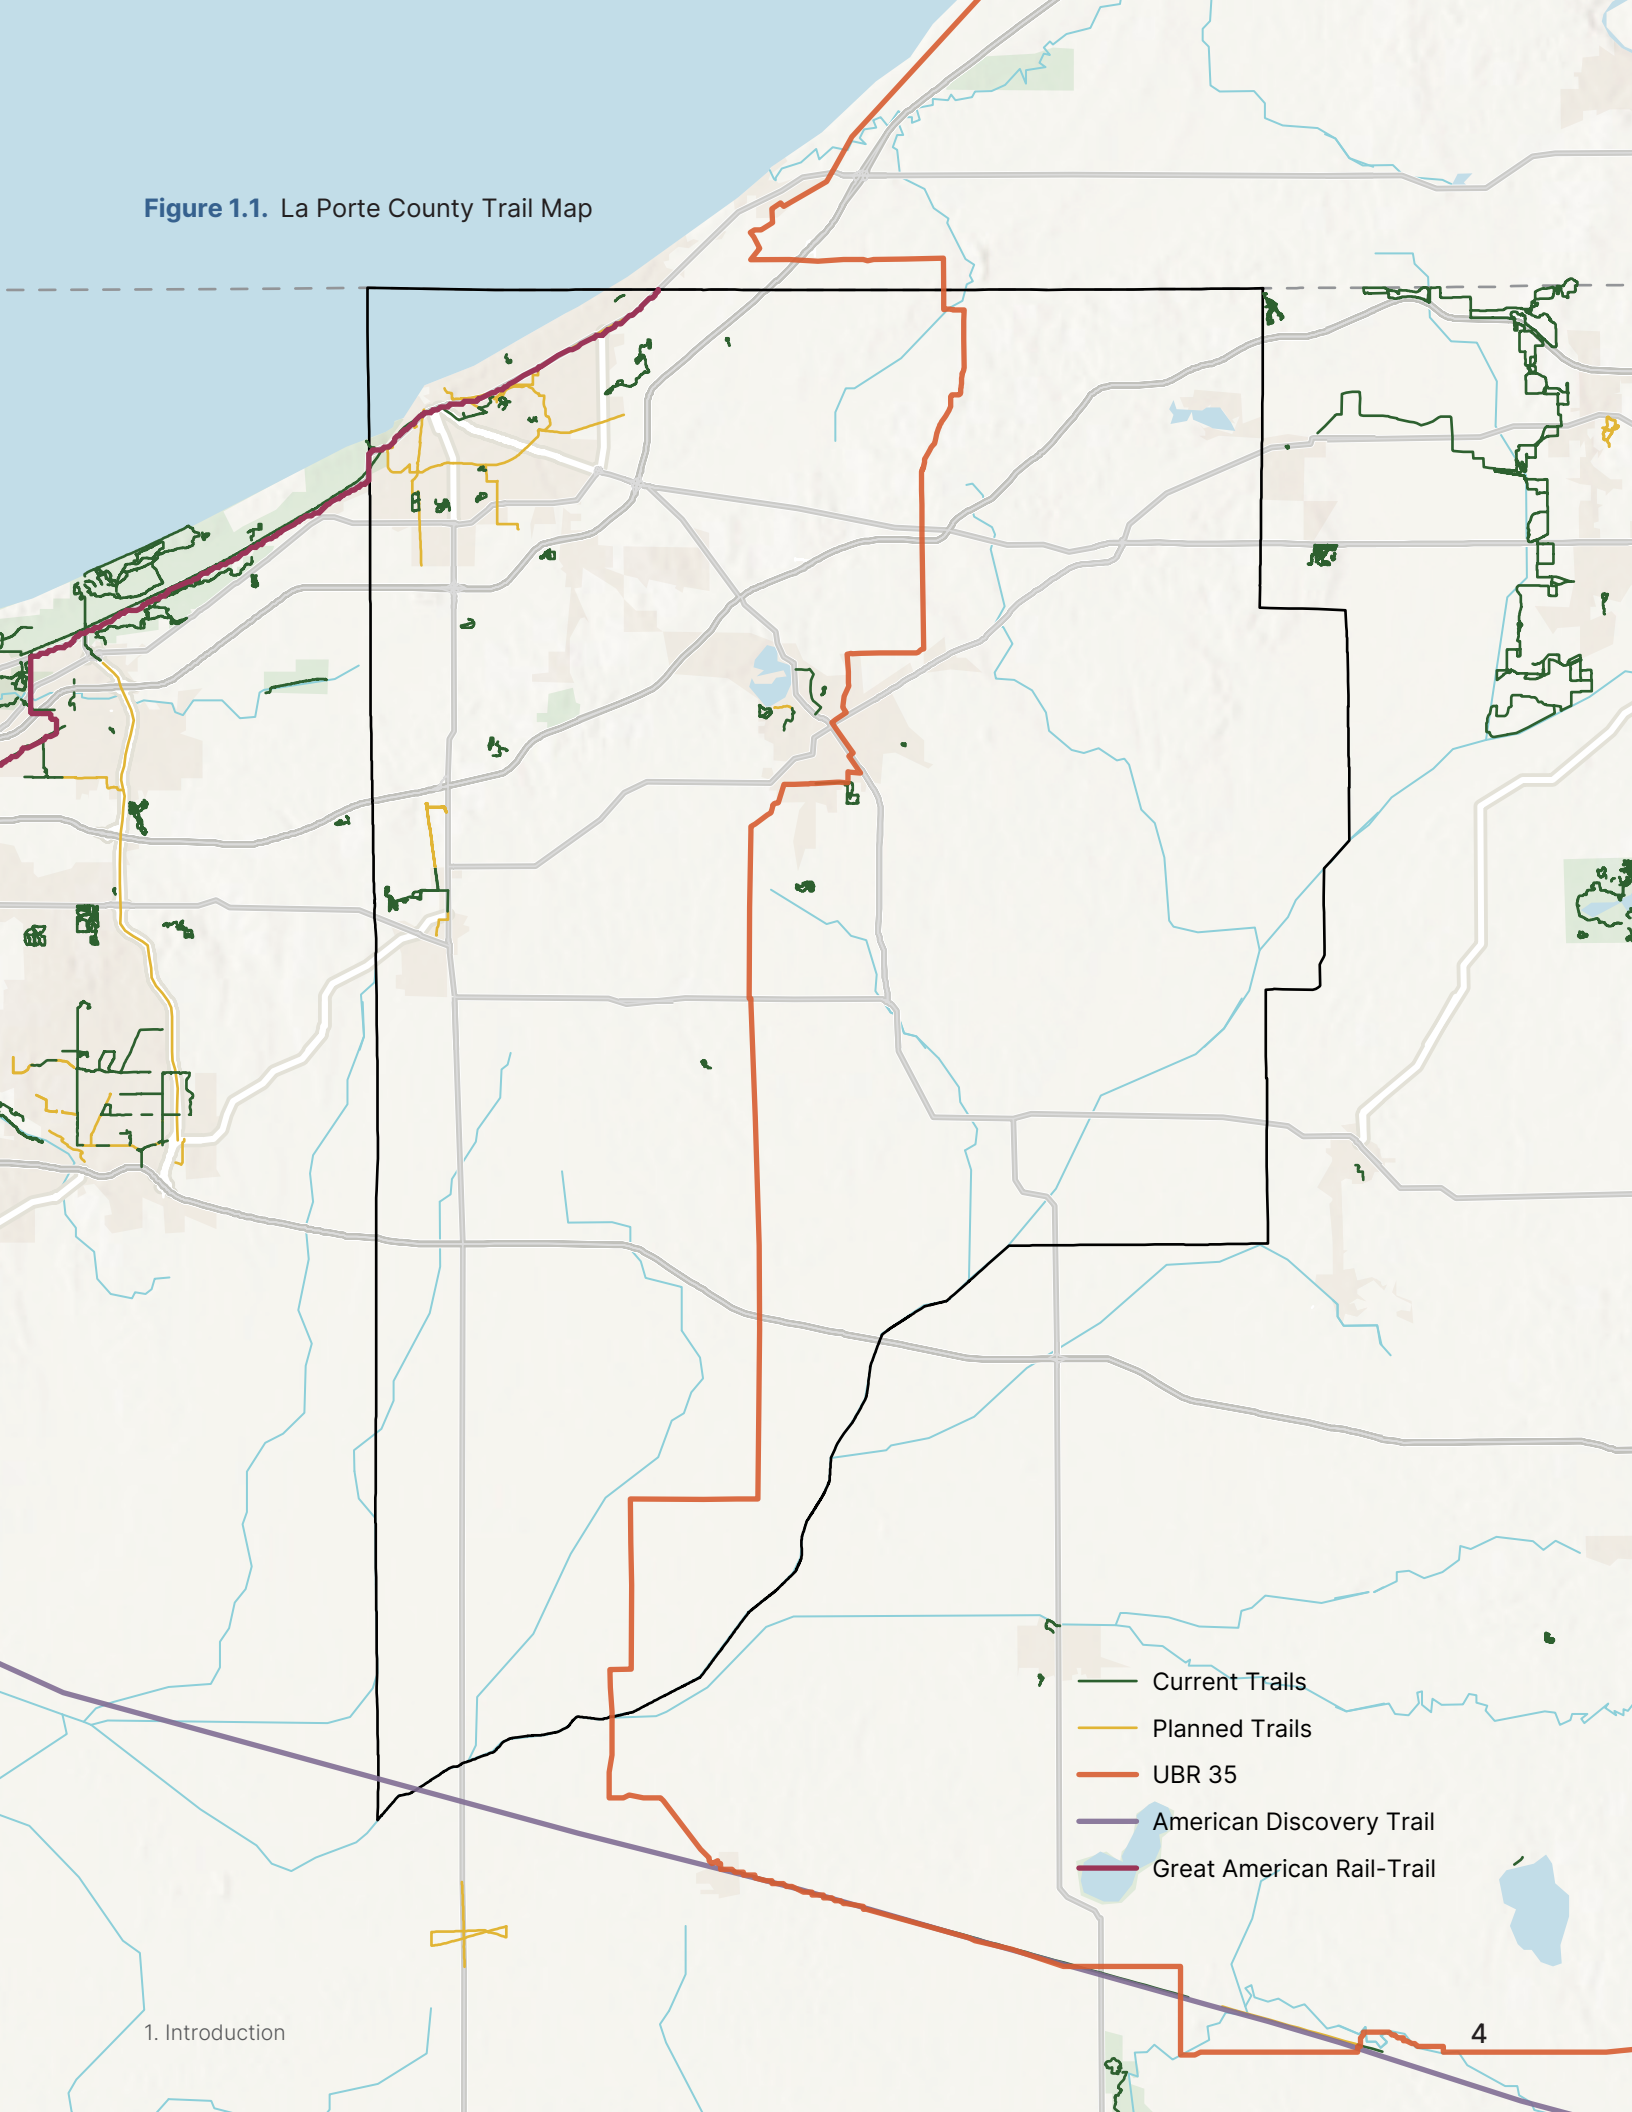 Figure 1.1. La Porte County Trail Map
Current Trails
Planned Trails
UBR 35
American Discovery Trail
Great American Rail-Trail
1. Introduction
4